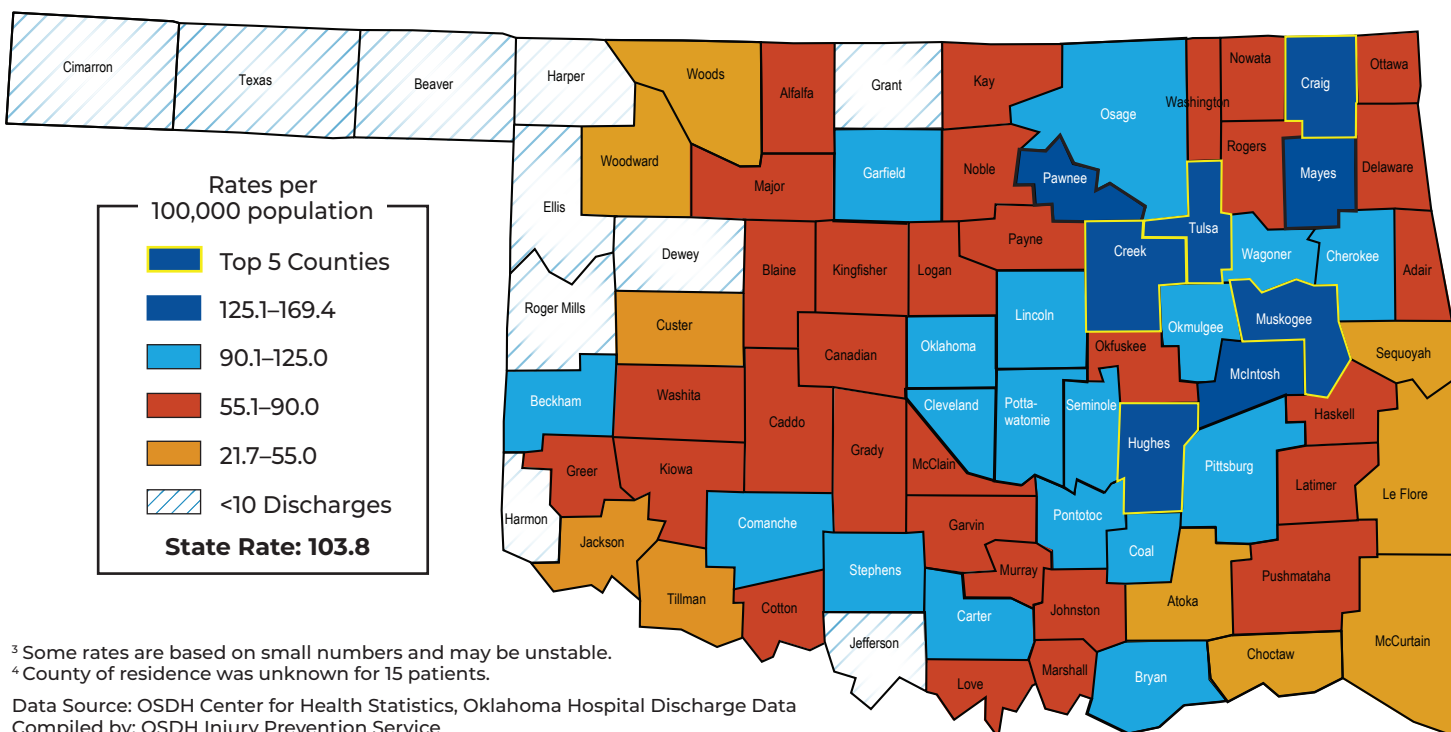 Cimarron
Texas
Beaver
Harper
Woods
Alfalfa
Grant
Kay
Osage
Washington
Nowata
Craig
Ottawa
Woodward
Major
Garfield
Noble
Pawnee
Rogers
Mayes
Delaware
Ellis
Dewey
Blaine
Kingfisher
Logan
Payne
Creek
Tulsa
Wagoner
Cherokee
Adair
Roger Mills
Custer
Canadian
Oklahoma
Lincoln
Okfuskee
Okmulgee
Muskogee
McIntosh
Sequoyah
Beckham
Washita
Caddo
Grady
Cleveland
Potta-
watomie
Seminole
Hughes
Pittsburg
Haskell
Greer
Kiowa
McClain
Latimer
Le Flore
Harmon
Jackson
Comanche
Garvin
Pontotoc
Coal
Tillman
Cotton
Stephens
Murray
Carter
Johnston
Atoka
Pushmataha
Jefferson
Love
Marshall
Bryan
Choctaw
McCurtain
Rates per
100,000 population
Top 5 Counties
125.1–169.4
90.1–125.0
55.1–90.0
21.7–55.0
<10 Discharges
State Rate: 103.8
³ Some rates are based on small numbers and may be unstable.
⁴ County of residence was unknown for 15 patients.
Data Source: OSDH Center for Health Statistics, Oklahoma Hospital Discharge Data
Compiled by: OSDH Injury Prevention Service